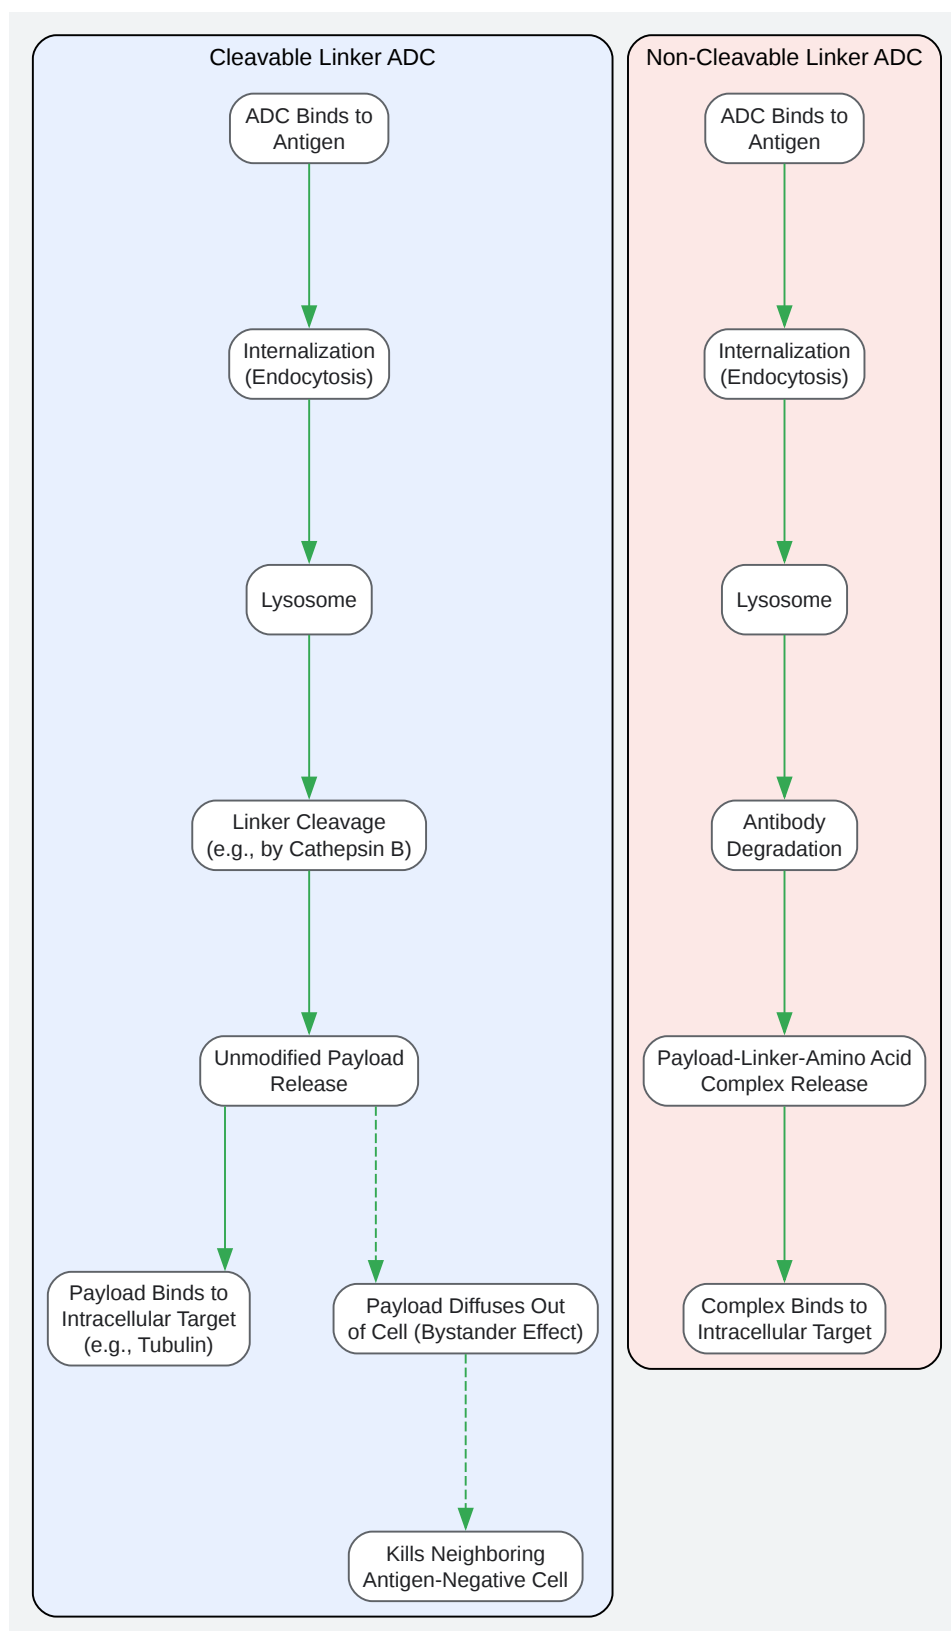 Cleavable Linker ADC
ADC Binds to
Antigen
Internalization
(Endocytosis)
Lysosome
Linker Cleavage
(e.g., by Cathepsin B)
Unmodified Payload
Release
Payload Binds to
Intracellular Target
(e.g., Tubulin)
Payload Diffuses Out
of Cell (Bystander Effect)
Kills Neighboring
Antigen-Negative Cell
Non-Cleavable Linker ADC
ADC Binds to
Antigen
Internalization
(Endocytosis)
Lysosome
Antibody
Degradation
Payload-Linker-Amino Acid
Complex Release
Complex Binds to
Intracellular Target